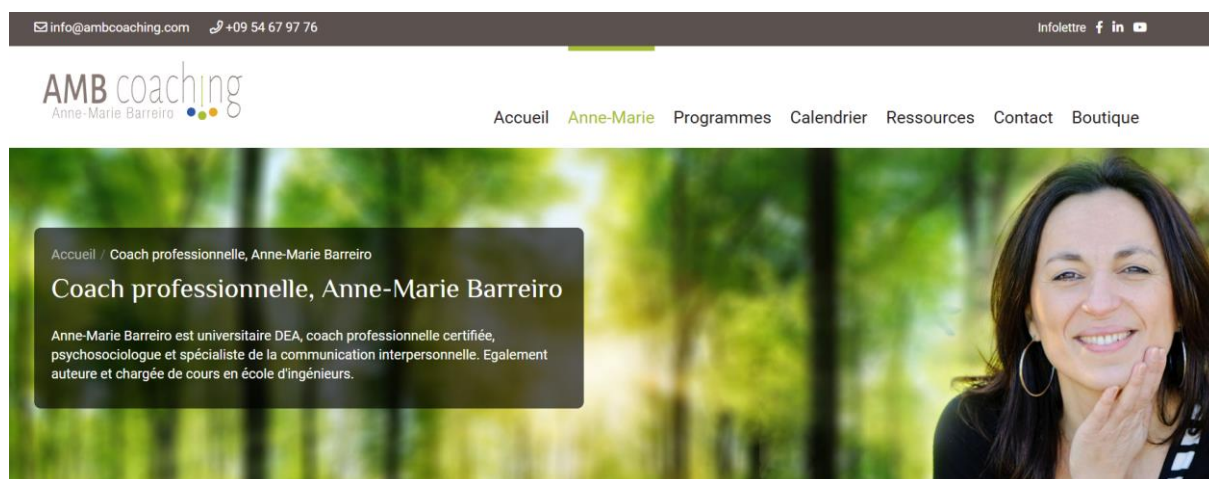 info@ambcoaching.com +09 54 67 97 76 Infolettre
AMB coaching
Anne-Marie Barreiro
Accueil Anne-Marie Programmes Calendrier Ressources Contact Boutique
Accueil / Coach professionnelle, Anne-Marie Barreiro
Coach professionnelle, Anne-Marie Barreiro
Anne-Marie Barreiro est universitaire DEA, coach professionnelle certifiée,
psychosociologue et spécialiste de la communication interpersonnelle. Egalement
auteure et chargée de cours en école d'ingénieurs.